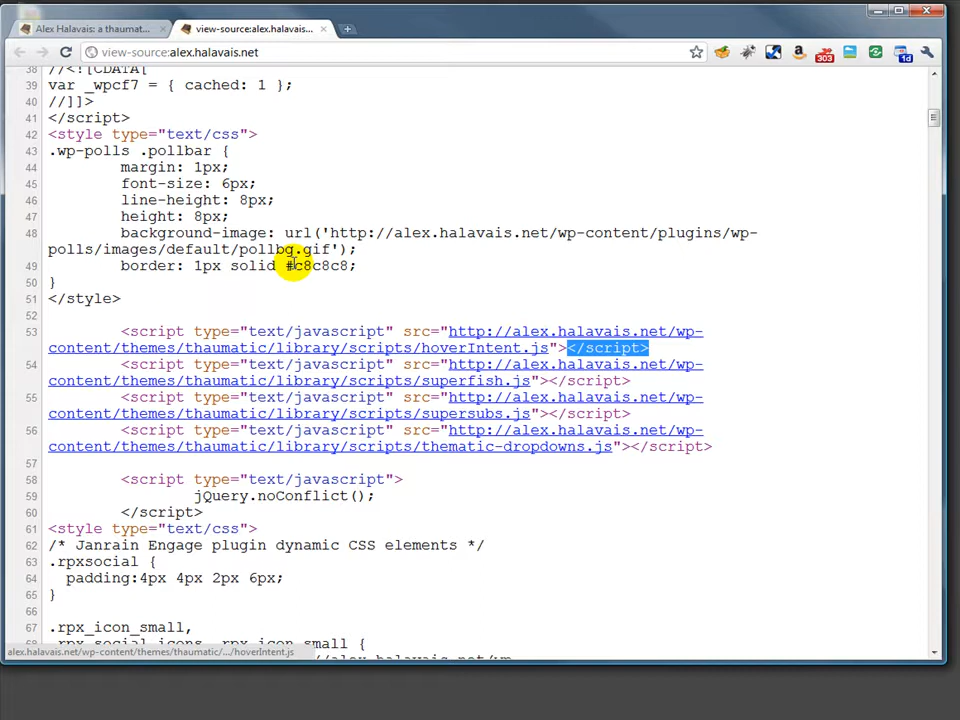 Alex Halavais: a thaumat...
view-source:alex.halavais...
view-source:alex.halavais.net
303
1d
38 //<![CDATA[
39 var _wpcf7 = { cached: 1 };
40 //]]>
41 </script>
42 <style type="text/css">
43 .wp-polls .pollbar {
44 margin: 1px;
45 font-size: 6px;
46 line-height: 8px;
47 height: 8px;
48 background-image: url('http://alex.halavais.net/wp-content/plugins/wp-
polls/images/default/pollbg.gif');
49 border: 1px solid #c8c8c8;
50 }
51 </style>
52
53 <script type="text/javascript" src="http://alex.halavais.net/wp-
content/themes/thaumatic/library/scripts/hoverIntent.js"></script>
54 <script type="text/javascript" src="http://alex.halavais.net/wp-
content/themes/thaumatic/library/scripts/superfish.js"></script>
55 <script type="text/javascript" src="http://alex.halavais.net/wp-
content/themes/thaumatic/library/scripts/supersubs.js"></script>
56 <script type="text/javascript" src="http://alex.halavais.net/wp-
content/themes/thaumatic/library/scripts/thematic-dropdowns.js"></script>
57
58 <script type="text/javascript">
59 jQuery.noConflict();
60 </script>
61 <style type="text/css">
62 /* Janrain Engage plugin dynamic CSS elements */
63 .rpxsocial {
64 padding:4px 4px 2px 6px;
65 }
66
67 .rpx_icon_small,
68 .rpx_social_icons .rpx_icon_small {
//alex.halavais.net/wp-
alex.halavais.net/wp-content/themes/thaumatic/.../hoverIntent.js